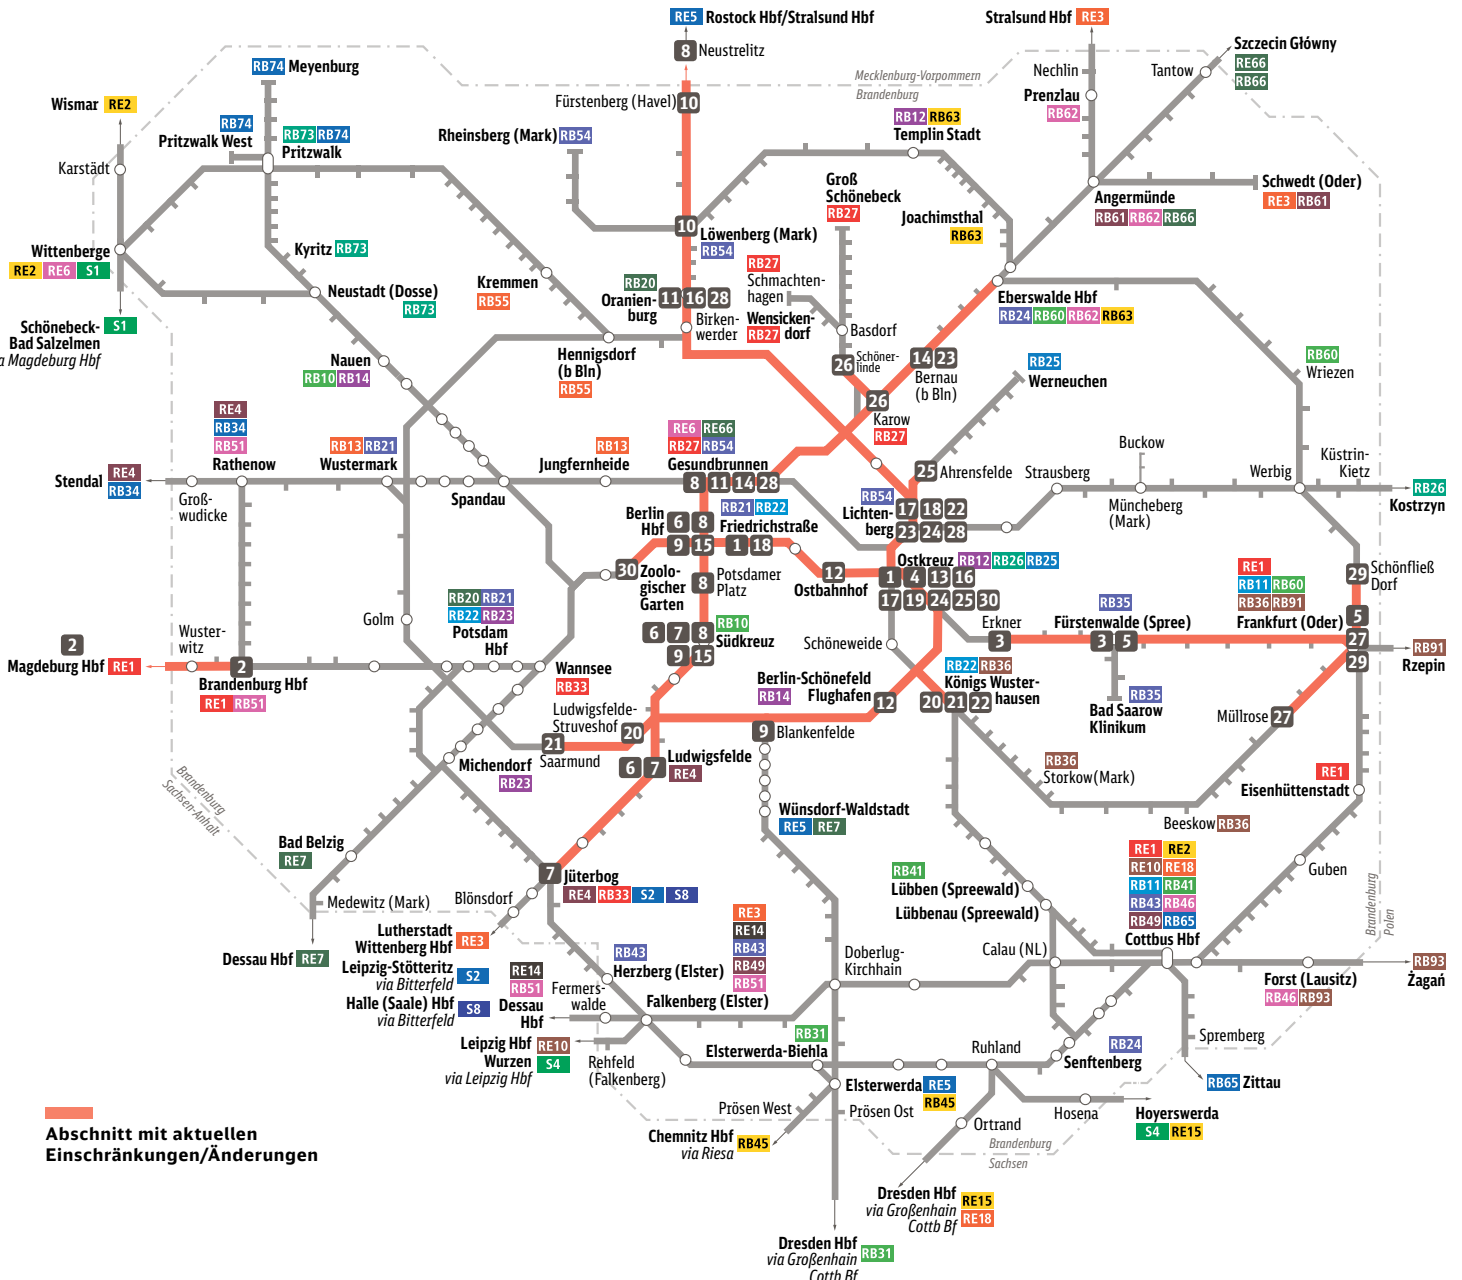 RE5 Rostock Hbf/Stralsund Hbf
8 Neustrelitz
Stralsund Hbf RE3
Szczecin Główny
RE66
RB66
Tantow
Nechlin
Prenzlau
RB62
Mecklenburg-Vorpommern
Brandenburg
RB74 Meyenburg
Wismar RE2
RB74
Pritzwalk West
RB73 RB74
Pritzwalk
Karstädt
Fürstenberg (Havel) 10
Rheinsberg (Mark) RB54
RB12 RB63
Templin Stadt
Groß
Schönebeck
RB27
Joachimsthal
RB63
Angermünde
RB61 RB62 RB66
Schwedt (Oder)
RE3 RB61
Wittenberge
RE2 RE6 S1
Kyritz RB73
Neustadt (Dosse)
RB73
Schönebeck-
Bad Salzelmen
S1
a Magdeburg Hbf
10
Löwenberg (Mark)
RB54
Kremmen
RB55
RB20
Oranien-
burg
11 16 28
Birken-
werder
RB27
Schmachten-
hagen
Wensicken-
dorf
RB27
Basdorf
26
Schöner-
linde
Eberswalde Hbf
RB24 RB60 RB62 RB63
14 23
Bernau
(b Bln)
Hennigsdorf
(b Bln)
RB55
Nauen
RB10 RB14
26
Karow
RB27
RB25
Werneuchen
RB60
Wriezen
RE4
RB34
RB51
Rathenow
RB13 RB21
Wustermark
RB13
Jungfernheide
RE6 RE66
RB27 RB54
Gesundbrunnen
8 11 14 28
Stendal
RE4
RB34
Groß-
wudicke
Spandau
25 Ahrensfelde
Strausberg
Buckow
Müncheberg
(Mark)
Werbig
Küstrin-
Kietz
RB26
Kostrzyn
RB54
Lichten-
berg
17 18 22
23 24 28
Berlin
Hbf
6 8
9 15
RB21 RB22
Friedrichstraße
1 18
30 Zoolo-
gischer
Garten
8 Potsdamer
Platz
12
Ostbahnhof
Ostkreuz RB12 RB26 RB25
1 4 13 16
17 19 24 25 30
Schöneweide
RE1
RB11 RB60
RB36 RB91
Frankfurt (Oder)
29 Schönfließ
Dorf
5
27
29
RB91
Rzepin
Golm
RB20 RB21
RB22 RB23
Potsdam
Hbf
6 7 8
9 15
RB10
Südkreuz
Erkner
3
RB35
Fürstenwalde (Spree)
3 5
2
Magdeburg Hbf RE1
Wuster-
witz
2
Brandenburg Hbf
RE1 RB51
Wannsee
RB33
Berlin-Schönefeld
RB14 Flughafen
12
RB22 RB36
Königs Wuster-
hausen
20 21 22
RB35
Bad Saarow
Klinikum
Müllrose 27
Ludwigsfelde-
Struveshof
20
21
Saarmund
9 Blankenfelde
6 7
Ludwigsfelde
RE4
Michendorf
RB23
RB36
Storkow(Mark)
RE1
Eisenhüttenstadt
Brandenburg
Sachsen-Anhalt
Wünsdorf-Waldstadt
RE5 RE7
Beeskow RB36
Bad Belzig
RE7
RE1 RE2
RE10 RE18
RB11 RB41
RB43 RB46
RB49 RB65
Cottbus Hbf
Guben
RB41
Lübben (Spreewald)
Lübbenau (Spreewald)
Brandenburg
Polen
7 Jüterbog
RE4 RB33 S2 S8
Blönsdorf
Medewitz (Mark)
Dessau Hbf RE7
Lutherstadt
Wittenberg Hbf
RE3
Leipzig-Stötteritz
via Bitterfeld
S2
Halle (Saale) Hbf
via Bitterfeld
S8
RB43
Herzberg (Elster)
RE3
RE14
RB43
RB49
RB51
Falkenberg (Elster)
RE14
RB51
Dessau
Hbf
Fermers-
walde
Doberlug-
Kirchhain
Calau (NL)
Forst (Lausitz)
RB46 RB93
RB93
Żagań
Leipzig Hbf RE10
Wurzen S4
via Leipzig Hbf
Rehfeld
(Falkenberg)
RB31
Elsterwerda-Biehla
Ruhland
RB24
Senftenberg
Spremberg
RB65 Zittau
Elsterwerda RE5
RB45
Prösen West
Prösen Ost
Chemnitz Hbf
via Riesa
RB45
Ortrand
Hosena
Hoyerswerda
S4 RE15
Brandenburg
Sachsen
Dresden Hbf
via Großenhain
Cottb Bf
RE15
RE18
Dresden Hbf
via Großenhain
Cottb Bf
RB31
Abschnitt mit aktuellen
Einschränkungen/Änderungen